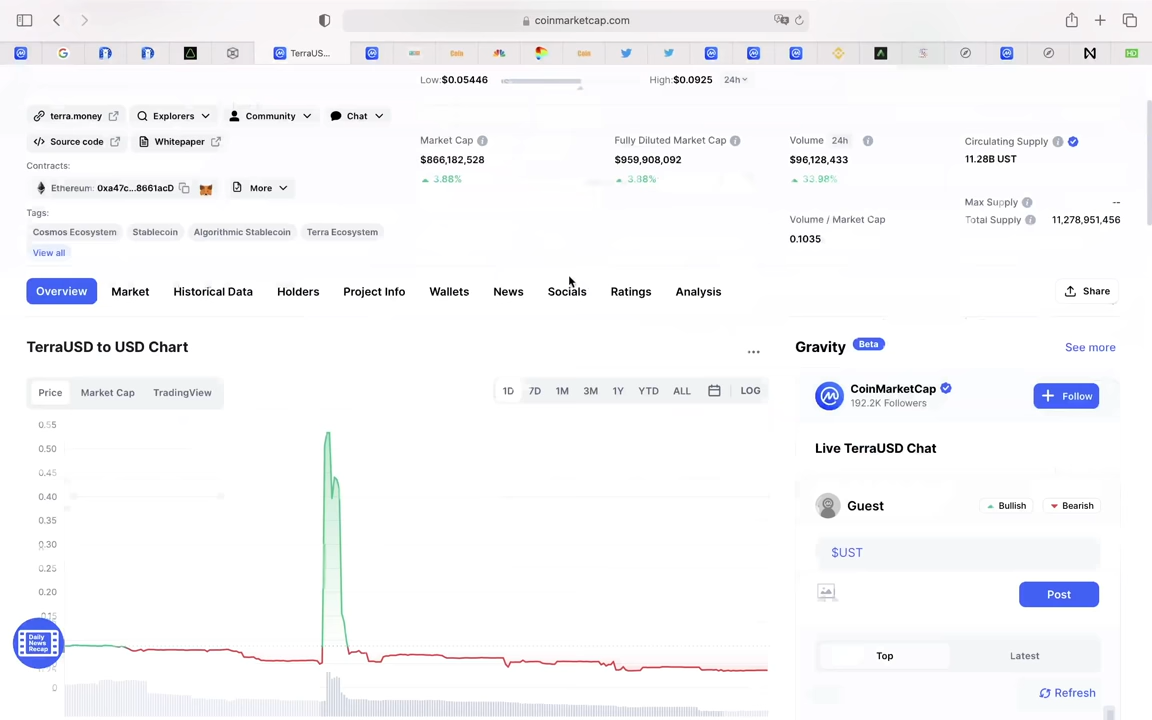 coinmarketcap.com
TerraUS...
Coin
Coin
HD
Low:$0.05446 High:$0.0925 24h
terra.money Explorers Community Chat
Source code Whitepaper
Contracts:
Ethereum: 0xa47c...8661acD More
Tags:
Cosmos Ecosystem Stablecoin Algorithmic Stablecoin Terra Ecosystem
View all
Market Cap
$866,182,528
3.88%
Fully Diluted Market Cap
$959,908,092
3.88%
Volume 24h
$96,128,433
33.98%
Volume / Market Cap
0.1035
Circulating Supply
11.28B UST
Max Supply --
Total Supply 11,278,951,456
Overview Market Historical Data Holders Project Info Wallets News Socials Ratings Analysis Share
TerraUSD to USD Chart
Price Market Cap TradingView
1D 7D 1M 3M 1Y YTD ALL LOG
0.55
0.50
0.45
0.40
0.35
0.30
0.25
0.20
0.15
0
Daily
News
Recap
Gravity Beta See more
CoinMarketCap
192.2K Followers
Follow
Live TerraUSD Chat
Guest Bullish Bearish
$UST
Post
Top Latest
Refresh